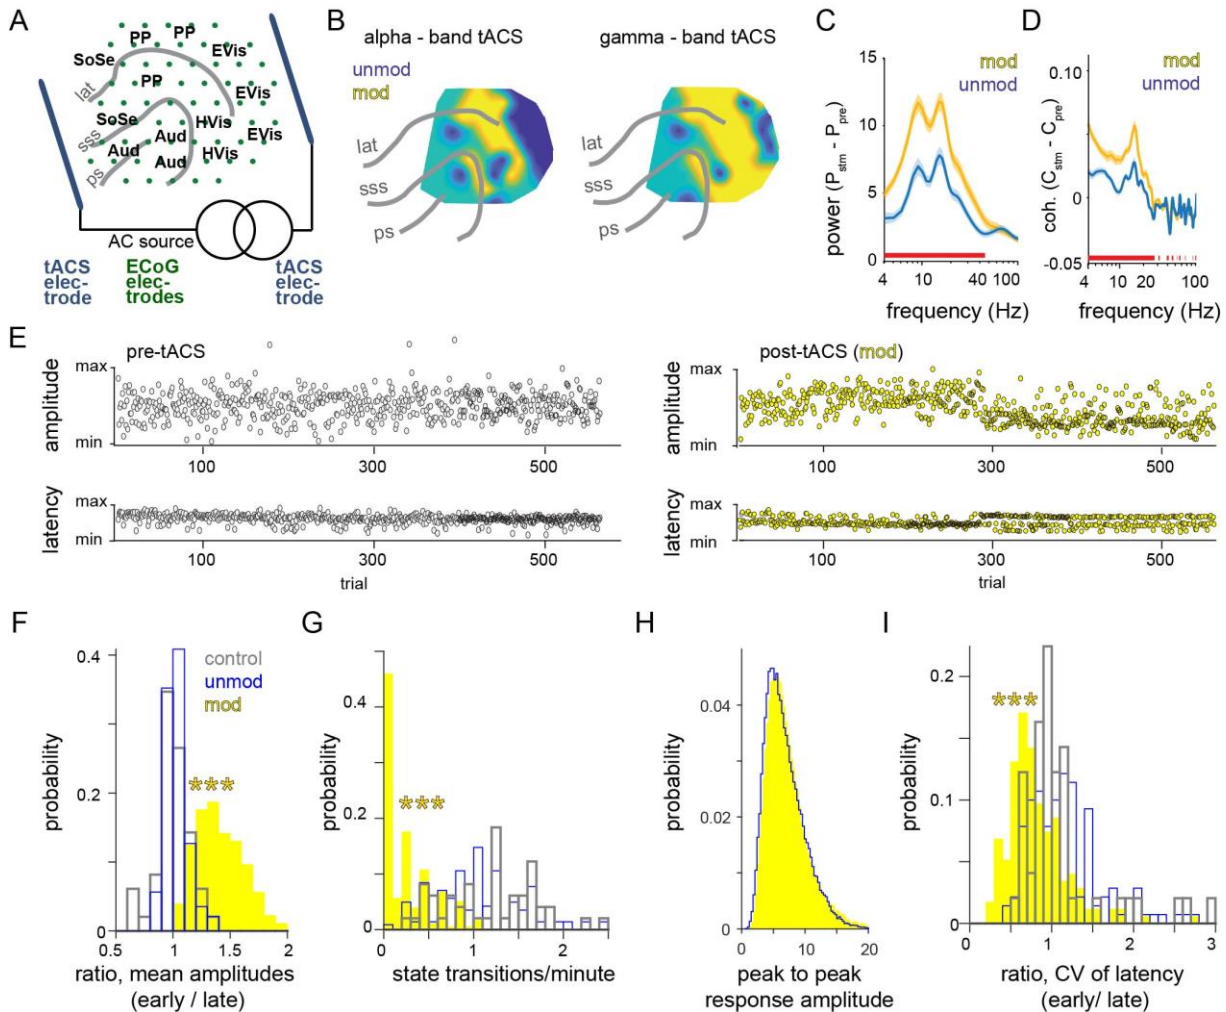 A
PP PP
SoSe EVis
lat PP EVis
SoSe HVis
sss Aud EVis
Aud HVis
ps Aud
AC source
tACS ECoG tACS
elec- elec- elec-
trode trodes trode
B
alpha - band tACS gamma - band tACS
unmod
mod
lat lat
sss sss
ps ps
C
mod
unmod
power (Pstm - Ppre)
15
10
5
0
4 10 40 100
frequency (Hz)
D
mod
unmod
coh. (Cstm - Cpre)
0.10
0
-0.05
4 10 20 100
frequency (Hz)
E
pre-tACS
amplitude
max
min
100 300 500
latency
max
min
100 300 500
trial
post-tACS (mod)
amplitude
max
min
100 300 500
latency
max
min
100 300 500
trial
F
control
unmod
mod
***
probability
0.4
0.2
0
0.5 1 1.5 2
ratio, mean amplitudes
(early / late)
G
***
probability
0.4
0.2
0
0 1 2
state transitions/minute
H
probability
0.04
0.02
0
0 10 20
peak to peak
response amplitude
I
***
probability
0.2
0.1
0
0 1 2 3
ratio, CV of latency
(early/ late)